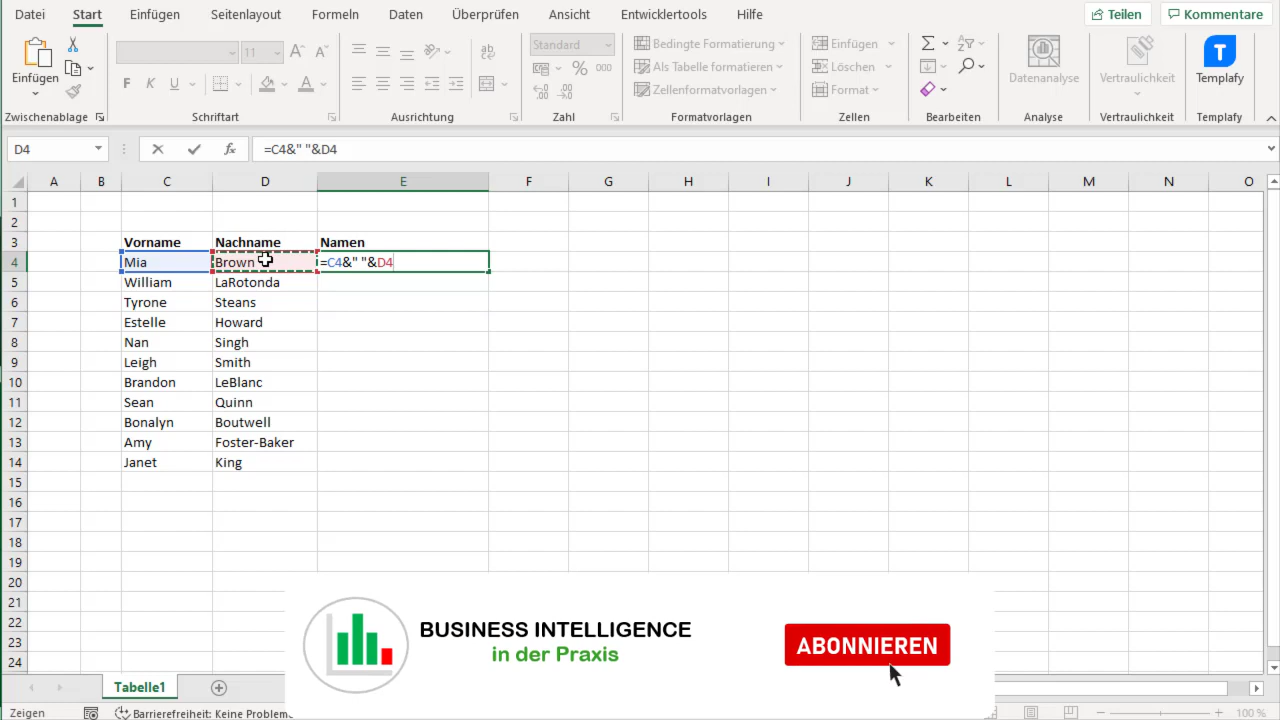 Datei Start Einfügen Seitenlayout Formeln Daten Überprüfen Ansicht Entwicklertools Hilfe Teilen Kommentare
Einfügen 11 Standard Bedingte Formatierung Einfügen
Als Tabelle formatieren Löschen Datenanalyse Vertraulichkeit Templafy
F K U A % 000 Zellenformatvorlagen Format
Zwischenablage Schriftart Ausrichtung Zahl Formatvorlagen Zellen Bearbeiten Analyse Vertraulichkeit Templafy
D4 fx =C4&" "&D4
A B C D E F G H I J K L M N O
1
2
3 Vorname Nachname Namen
4 Mia Brown =C4&" "&D4
5 William LaRotonda
6 Tyrone Steans
7 Estelle Howard
8 Nan Singh
9 Leigh Smith
10 Brandon LeBlanc
11 Sean Quinn
12 Bonalyn Boutwell
13 Amy Foster-Baker
14 Janet King
15
16
17
18
19
20
21
22
23
24
BUSINESS INTELLIGENCE
in der Praxis
ABONNIEREN
Tabelle1
Zeigen Barrierefreiheit: Keine Probleme 100 %